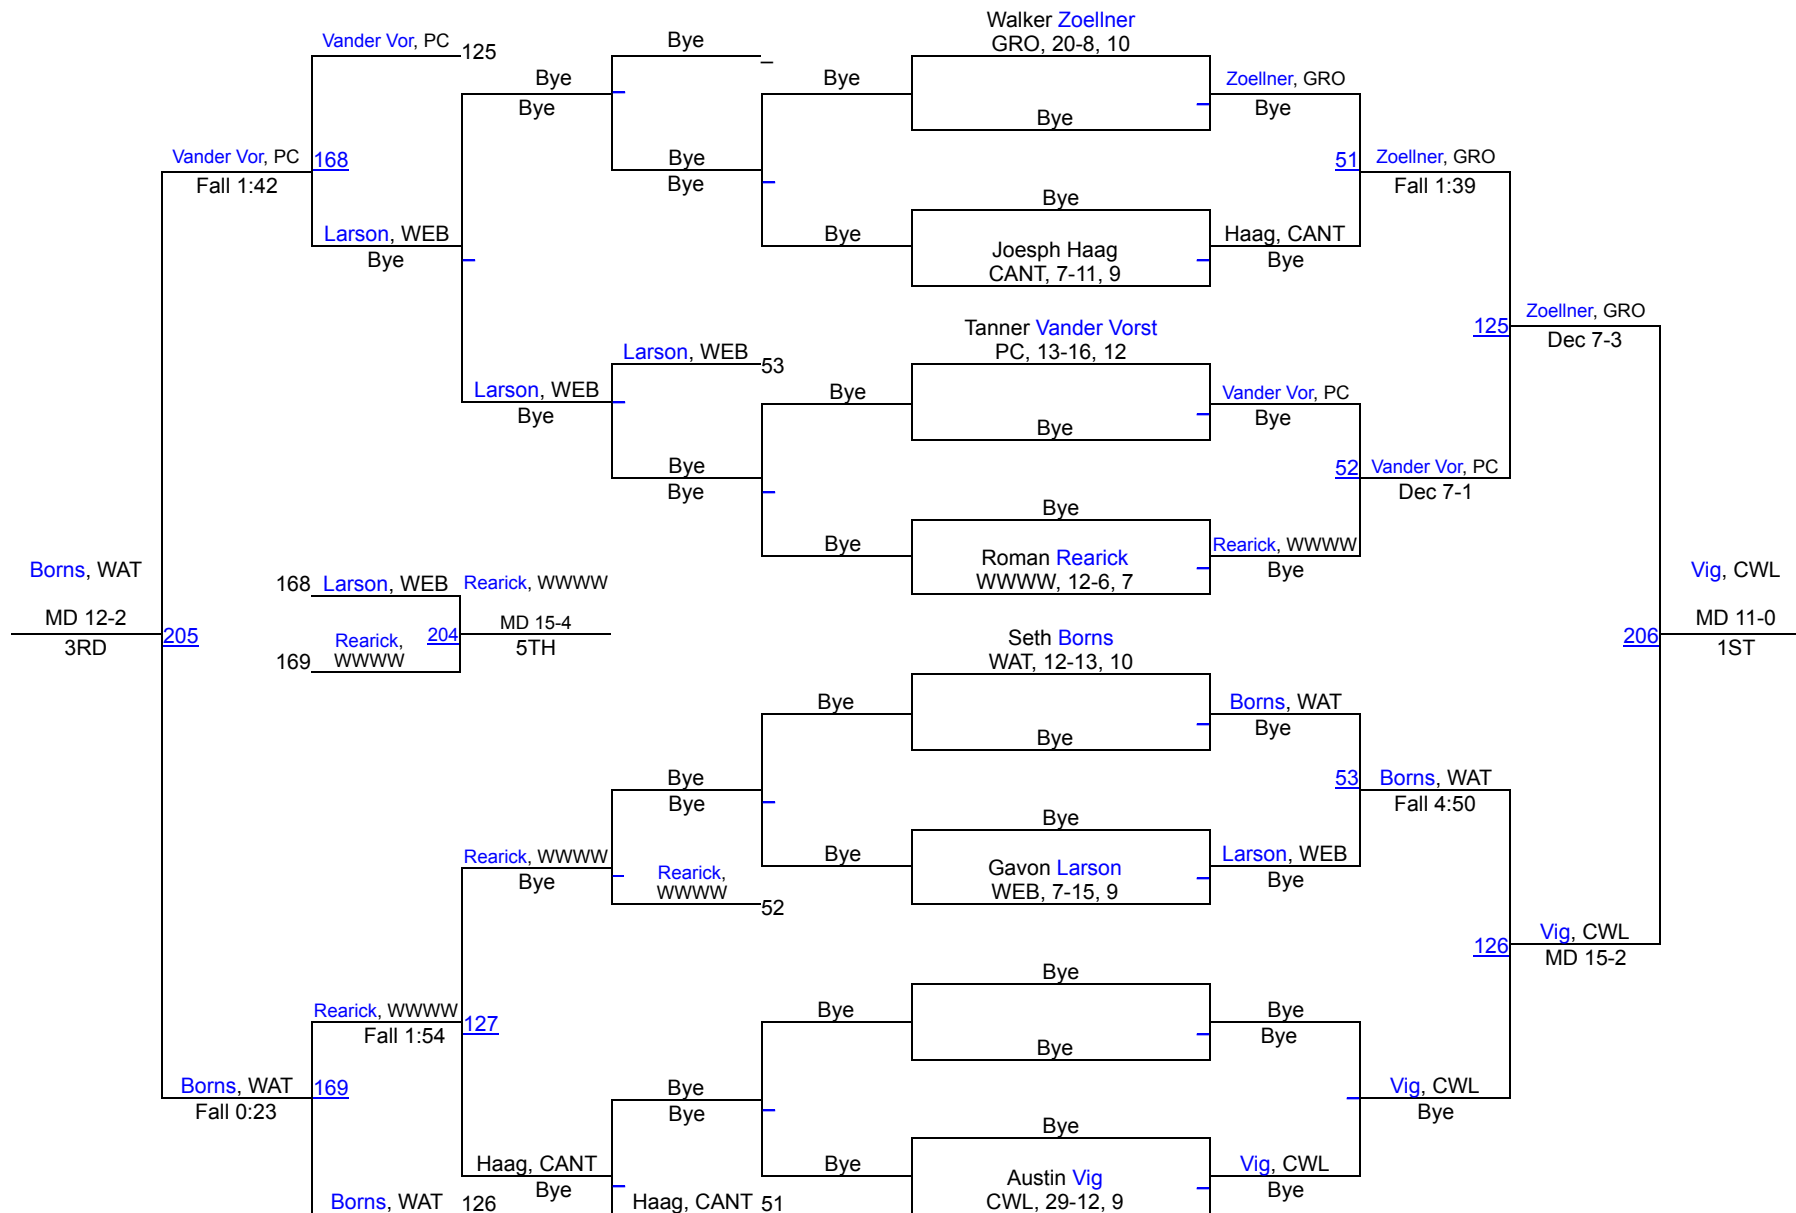 Walker Zoellner
GRO, 20-8, 10
Vander Vor, PC
125
Bye
Bye
Bye
Bye
Bye
Zoellner, GRO
Bye
Vander Vor, PC
168
Fall 1:42
Bye
Bye
51
Zoellner, GRO
Fall 1:39
Bye
Larson, WEB
Bye
Bye
Joesph Haag
CANT, 7-11, 9
Haag, CANT
Bye
Tanner Vander Vorst
PC, 13-16, 12
125
Zoellner, GRO
Dec 7-3
Larson, WEB
53
Larson, WEB
Bye
Bye
Vander Vor, PC
Bye
Bye
Bye
Bye
52
Vander Vor, PC
Dec 7-1
Bye
Bye
Roman Rearick
WWWW, 12-6, 7
Rearick, WWWW
Bye
Borns, WAT
MD 12-2
3RD
205
168
Larson, WEB
Rearick, WWWW
204
MD 15-4
5TH
169
Rearick,
WWWW
Vig, CWL
MD 11-0
1ST
206
Seth Borns
WAT, 12-13, 10
Bye
Borns, WAT
Bye
Bye
Bye
Bye
53
Borns, WAT
Fall 4:50
Bye
Rearick, WWWW
Bye
Rearick,
WWWW
52
Bye
Gavon Larson
WEB, 7-15, 9
Larson, WEB
Bye
126
Vig, CWL
MD 15-2
Bye
Rearick, WWWW
Fall 1:54
127
Bye
Bye
Bye
Bye
Borns, WAT
169
Fall 0:23
Bye
Bye
Vig, CWL
Bye
Bye
Haag, CANT
Bye
Bye
Austin Vig
CWL, 29-12, 9
Vig, CWL
Bye
Borns, WAT
126
Haag, CANT
51